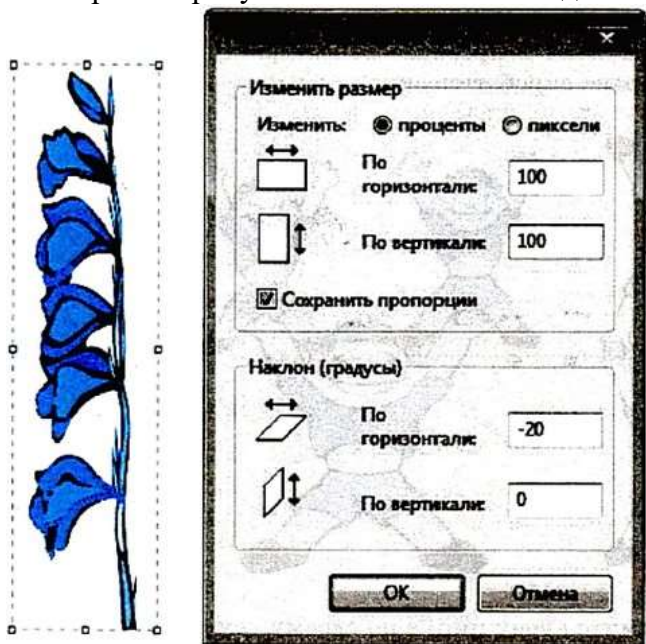 Изменить размер
Изменить: проценты пиксели
По горизонтали: 100
По вертикали: 100
Сохранить пропорции
Наклон (градусы)
По горизонтали: -20
По вертикали: 0
ОК Отмена